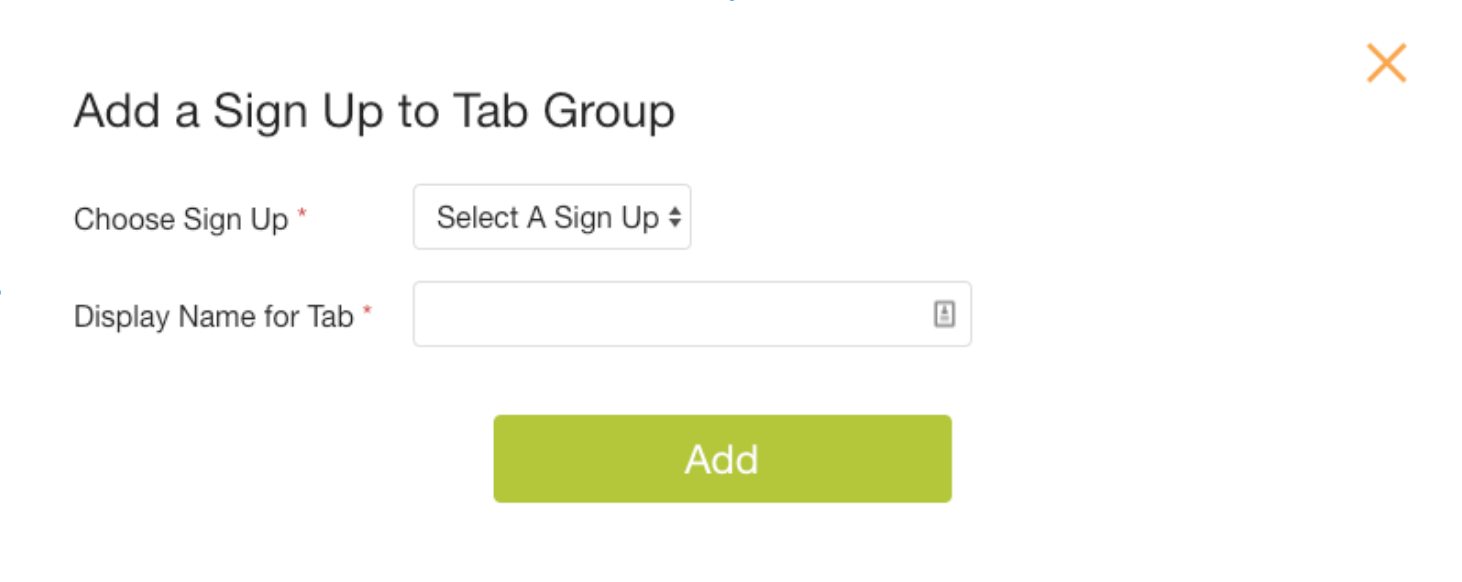 Add a Sign Up to Tab Group
Choose Sign Up * Select A Sign Up
Display Name for Tab *
Add